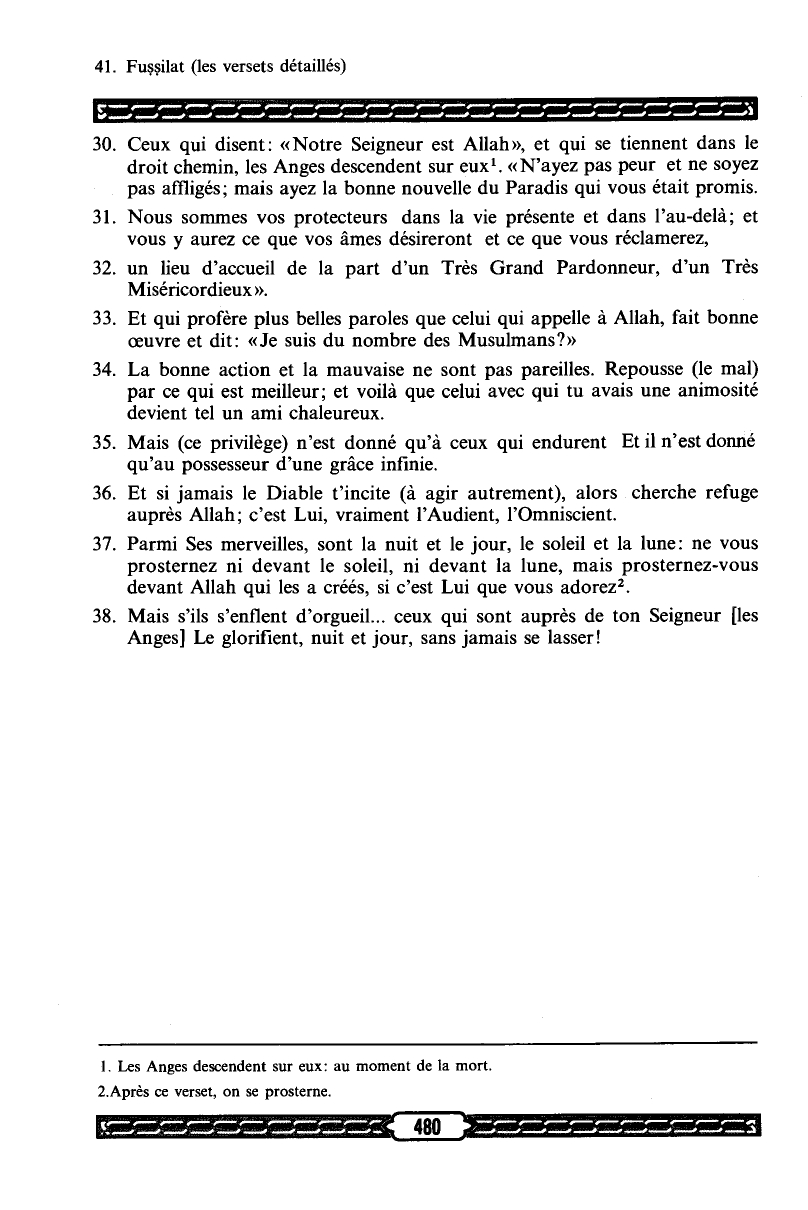 41. Fuṣṣilat (les versets détaillés)
30. Ceux qui disent: «Notre Seigneur est Allah», et qui se tiennent dans le
droit chemin, les Anges descendent sur eux¹. «N'ayez pas peur et ne soyez
pas affligés; mais ayez la bonne nouvelle du Paradis qui vous était promis.
31. Nous sommes vos protecteurs dans la vie présente et dans l'au-delà; et
vous y aurez ce que vos âmes désireront et ce que vous réclamerez,
32. un lieu d'accueil de la part d'un Très Grand Pardonneur, d'un Très
Miséricordieux».
33. Et qui profère plus belles paroles que celui qui appelle à Allah, fait bonne
œuvre et dit: «Je suis du nombre des Musulmans?»
34. La bonne action et la mauvaise ne sont pas pareilles. Repousse (le mal)
par ce qui est meilleur; et voilà que celui avec qui tu avais une animosité
devient tel un ami chaleureux.
35. Mais (ce privilège) n'est donné qu'à ceux qui endurent Et il n'est donné
qu'au possesseur d'une grâce infinie.
36. Et si jamais le Diable t'incite (à agir autrement), alors cherche refuge
auprès Allah; c'est Lui, vraiment l'Audient, l'Omniscient.
37. Parmi Ses merveilles, sont la nuit et le jour, le soleil et la lune: ne vous
prosternez ni devant le soleil, ni devant la lune, mais prosternez-vous
devant Allah qui les a créés, si c'est Lui que vous adorez².
38. Mais s'ils s'enflent d'orgueil... ceux qui sont auprès de ton Seigneur [les
Anges] Le glorifient, nuit et jour, sans jamais se lasser!
1. Les Anges descendent sur eux: au moment de la mort.
2.Après ce verset, on se prosterne.
480